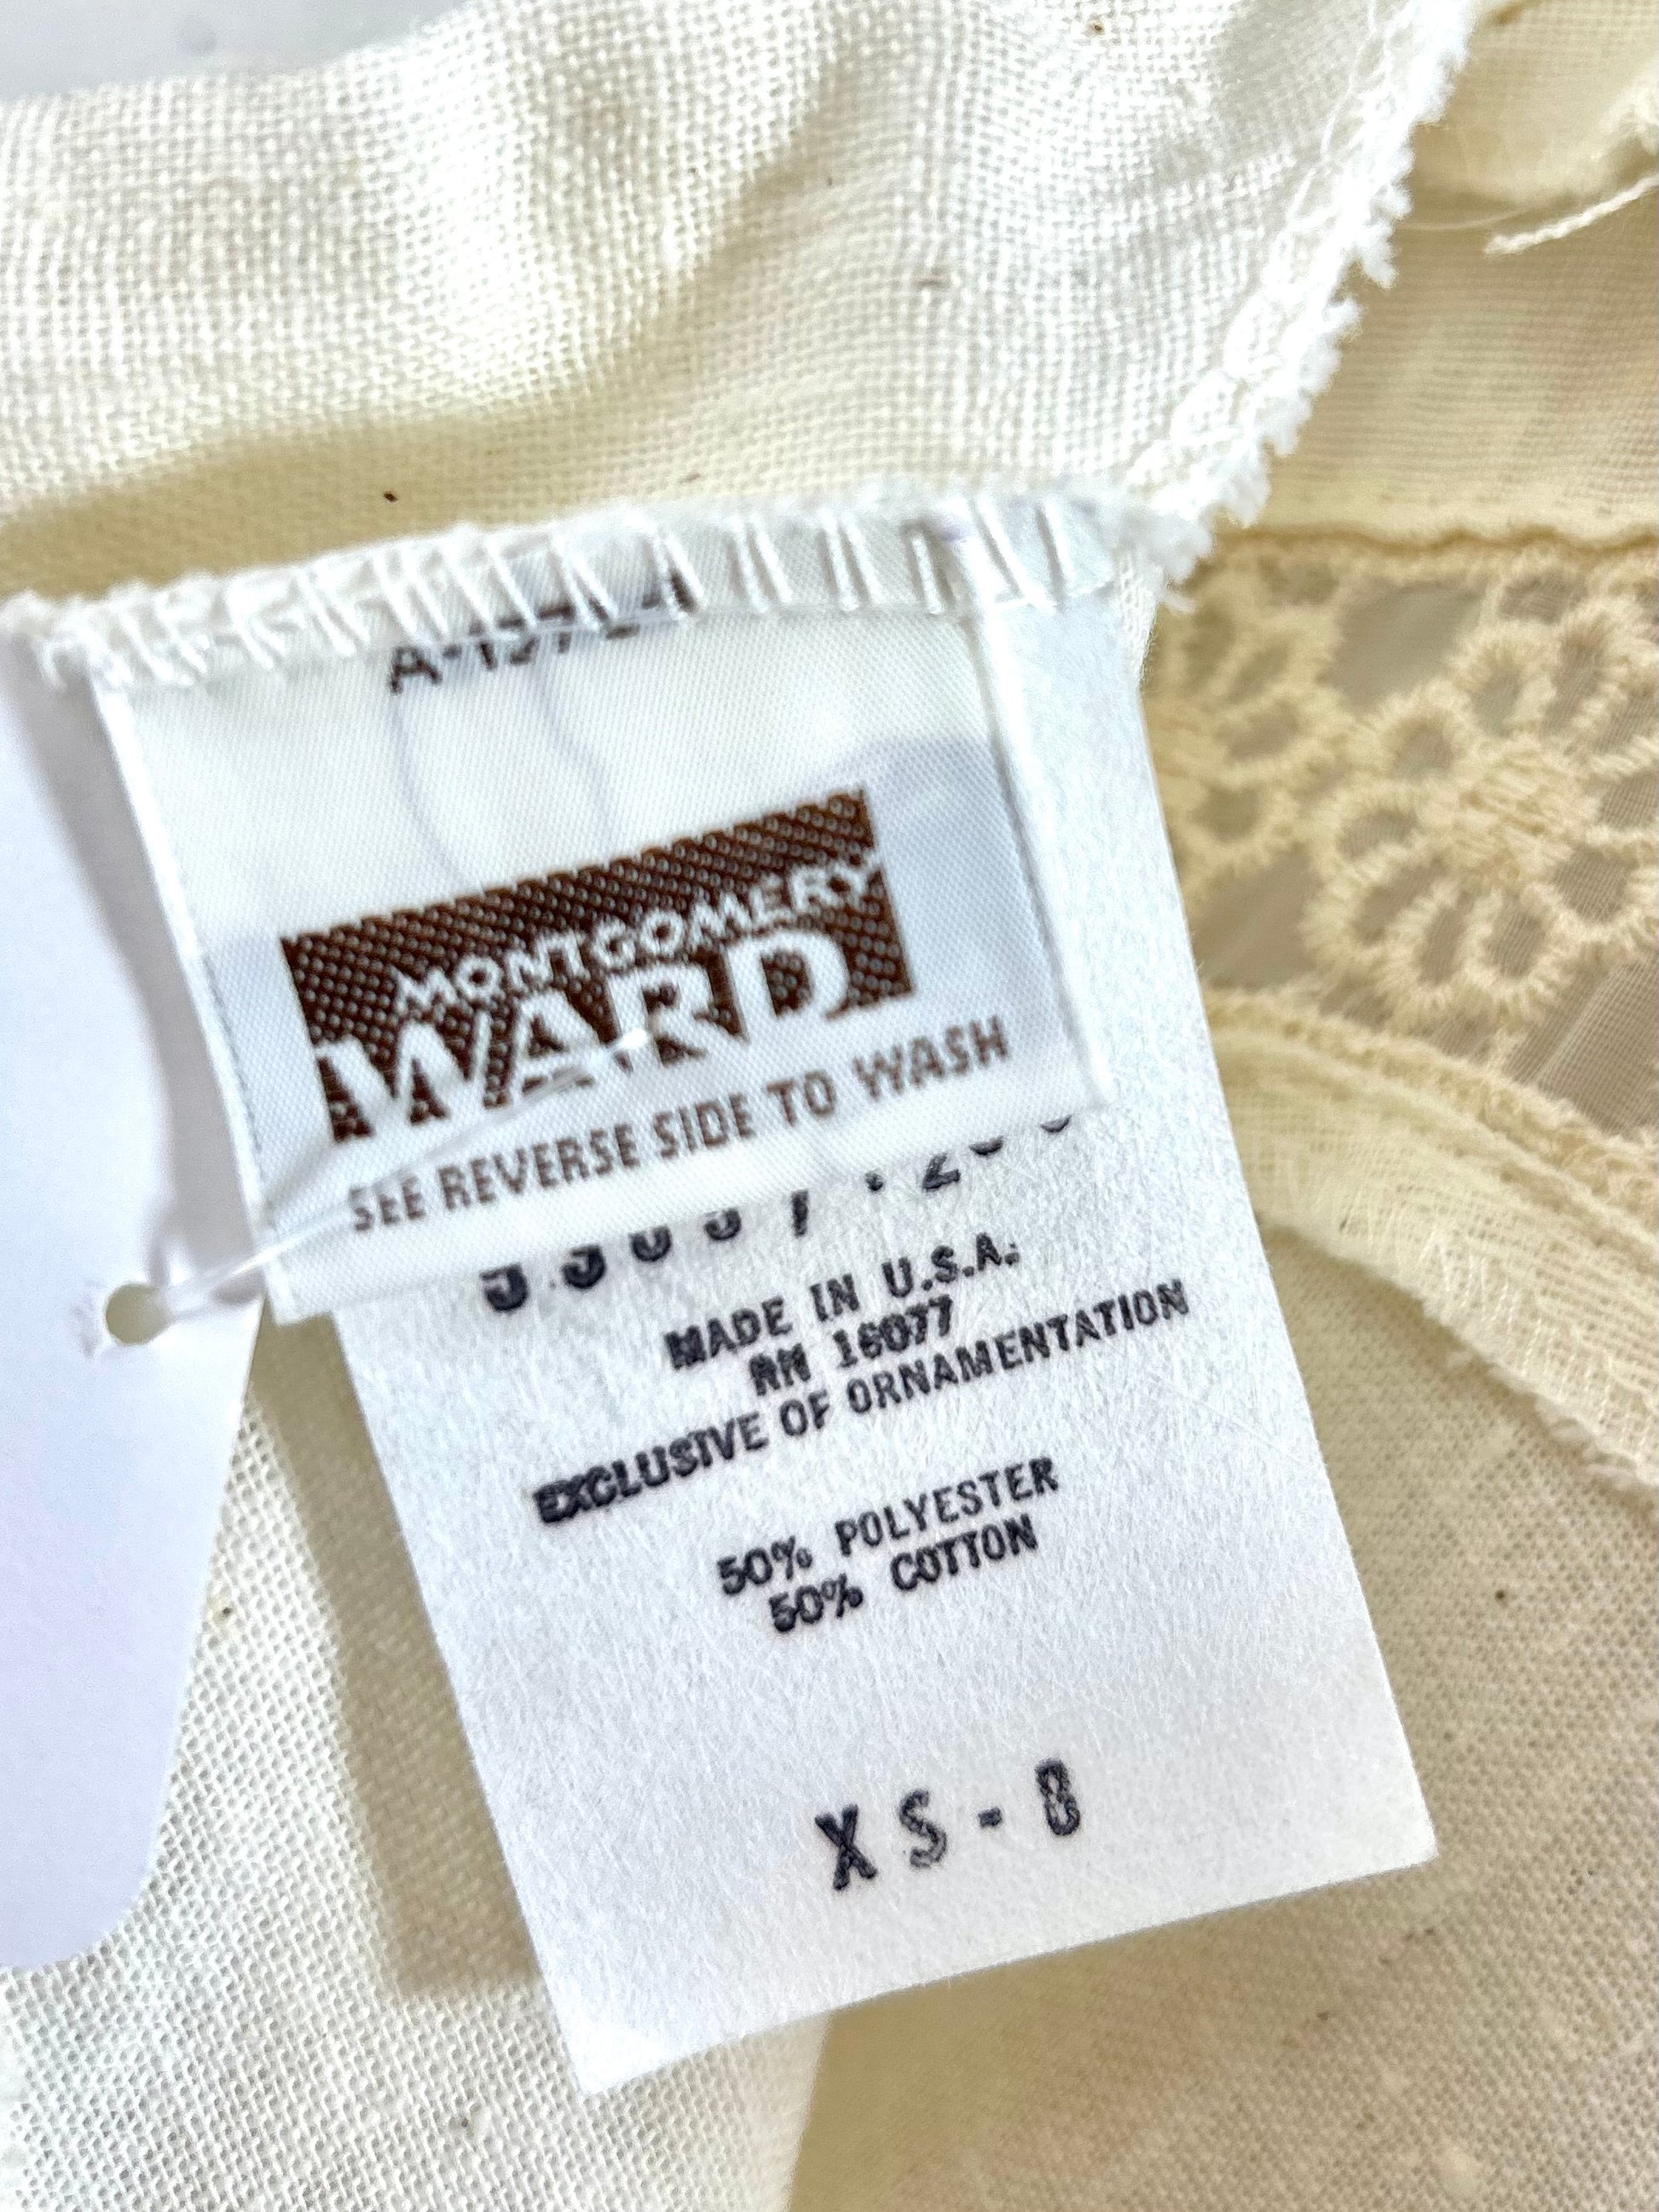 MONTGOMERY
WARD
SEE REVERSE SIDE TO WASH
MADE IN U.S.A.
RN 16077
EXCLUSIVE OF ORNAMENTATION
50% POLYESTER
50% COTTON
XS-8